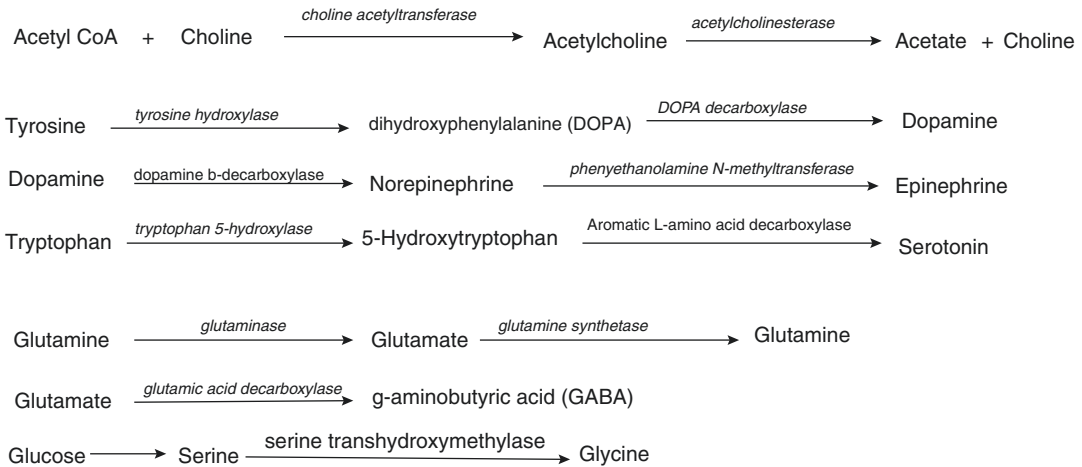 choline acetyltransferase acetylcholinesterase
Acetyl CoA + Choline Acetylcholine Acetate + Choline
tyrosine hydroxylase DOPA decarboxylase
Tyrosine dihydroxyphenylalanine (DOPA) Dopamine
Dopamine dopamine b-decarboxylase Norepinephrine phenyethanolamine N-methyltransferase Epinephrine
Tryptophan tryptophan 5-hydroxylase 5-Hydroxytryptophan Aromatic L-amino acid decarboxylase Serotonin
Glutamine glutaminase Glutamate glutamine synthetase Glutamine
Glutamate glutamic acid decarboxylase g-aminobutyric acid (GABA)
Glucose Serine serine transhydroxymethylase Glycine